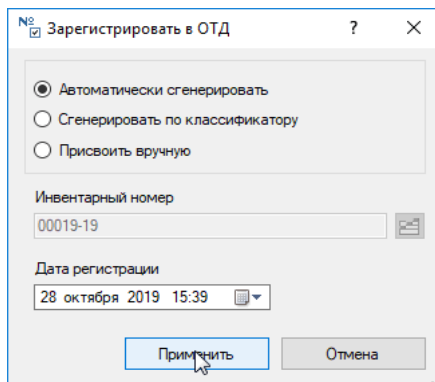 № Зарегистрировать в ОТД ?
Автоматически сгенерировать
Сгенерировать по классификатору
Присвоить вручную
Инвентарный номер
00019-19
Дата регистрации
28 октября 2019 15:39
Применить Отмена